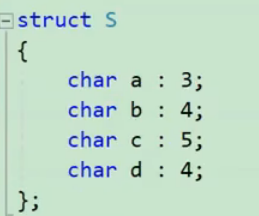 struct S
{
    char a : 3;
    char b : 4;
    char c : 5;
    char d : 4;
};